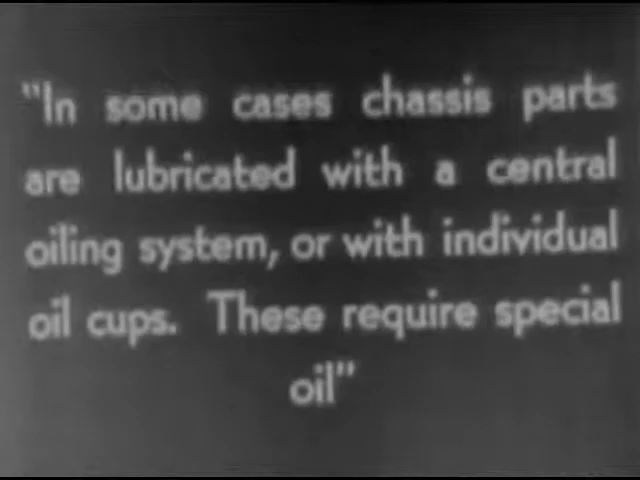 "In some cases chassis parts
are lubricated with a central
oiling system, or with individual
oil cups. These require special
oil"